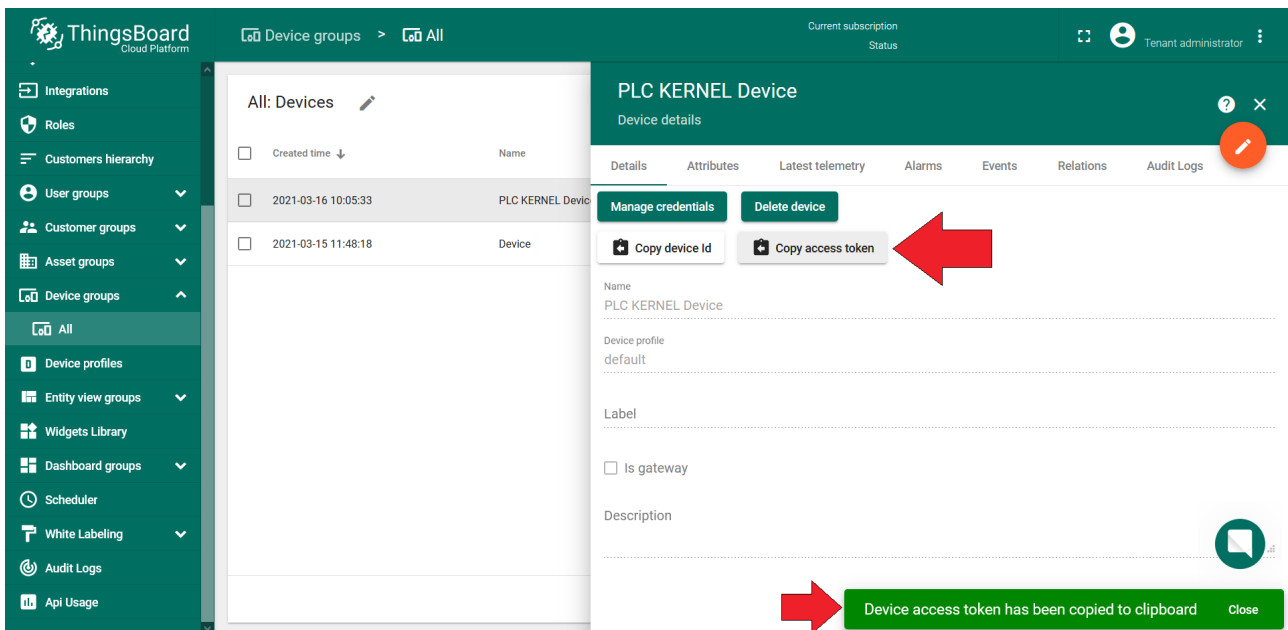 ThingsBoard
Cloud Platform
Device groups > All
Current subscription
Status
Tenant administrator
Integrations
Roles
Customers hierarchy
User groups
Customer groups
Asset groups
Device groups
All
Device profiles
Entity view groups
Widgets Library
Dashboard groups
Scheduler
White Labeling
Audit Logs
Api Usage
All: Devices
Created time Name
2021-03-16 10:05:33 PLC KERNEL Devic
2021-03-15 11:48:18 Device
PLC KERNEL Device
Device details
Details Attributes Latest telemetry Alarms Events Relations Audit Logs
Manage credentials Delete device
Copy device Id Copy access token
Name
PLC KERNEL Device
Device profile
default
Label
Is gateway
Description
Device access token has been copied to clipboard Close